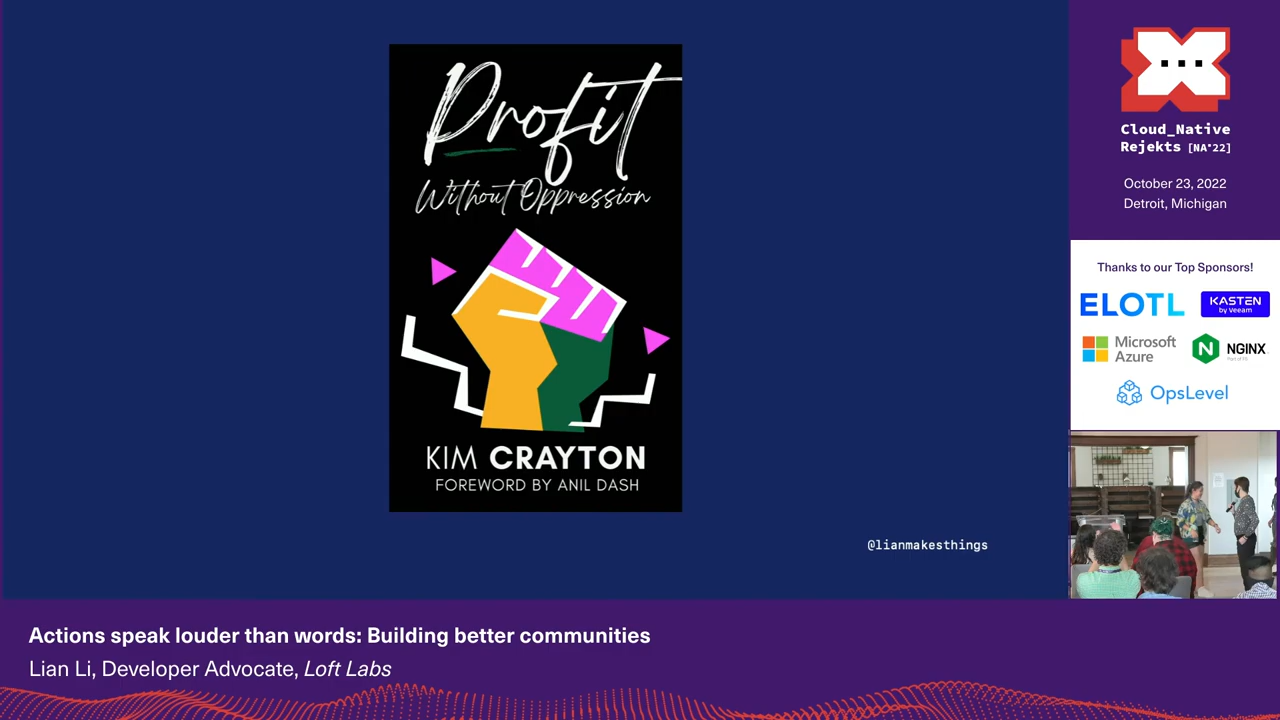 Profit
Without Oppression
KIM CRAYTON
FOREWORD BY ANIL DASH
@lianmakesthings
Cloud_Native
Rejekts [NA'22]
October 23, 2022
Detroit, Michigan
Thanks to our Top Sponsors!
ELOTL
KASTEN
by Veeam
Microsoft
Azure
NGINX
OpsLevel
Actions speak louder than words: Building better communities
Lian Li, Developer Advocate, Loft Labs